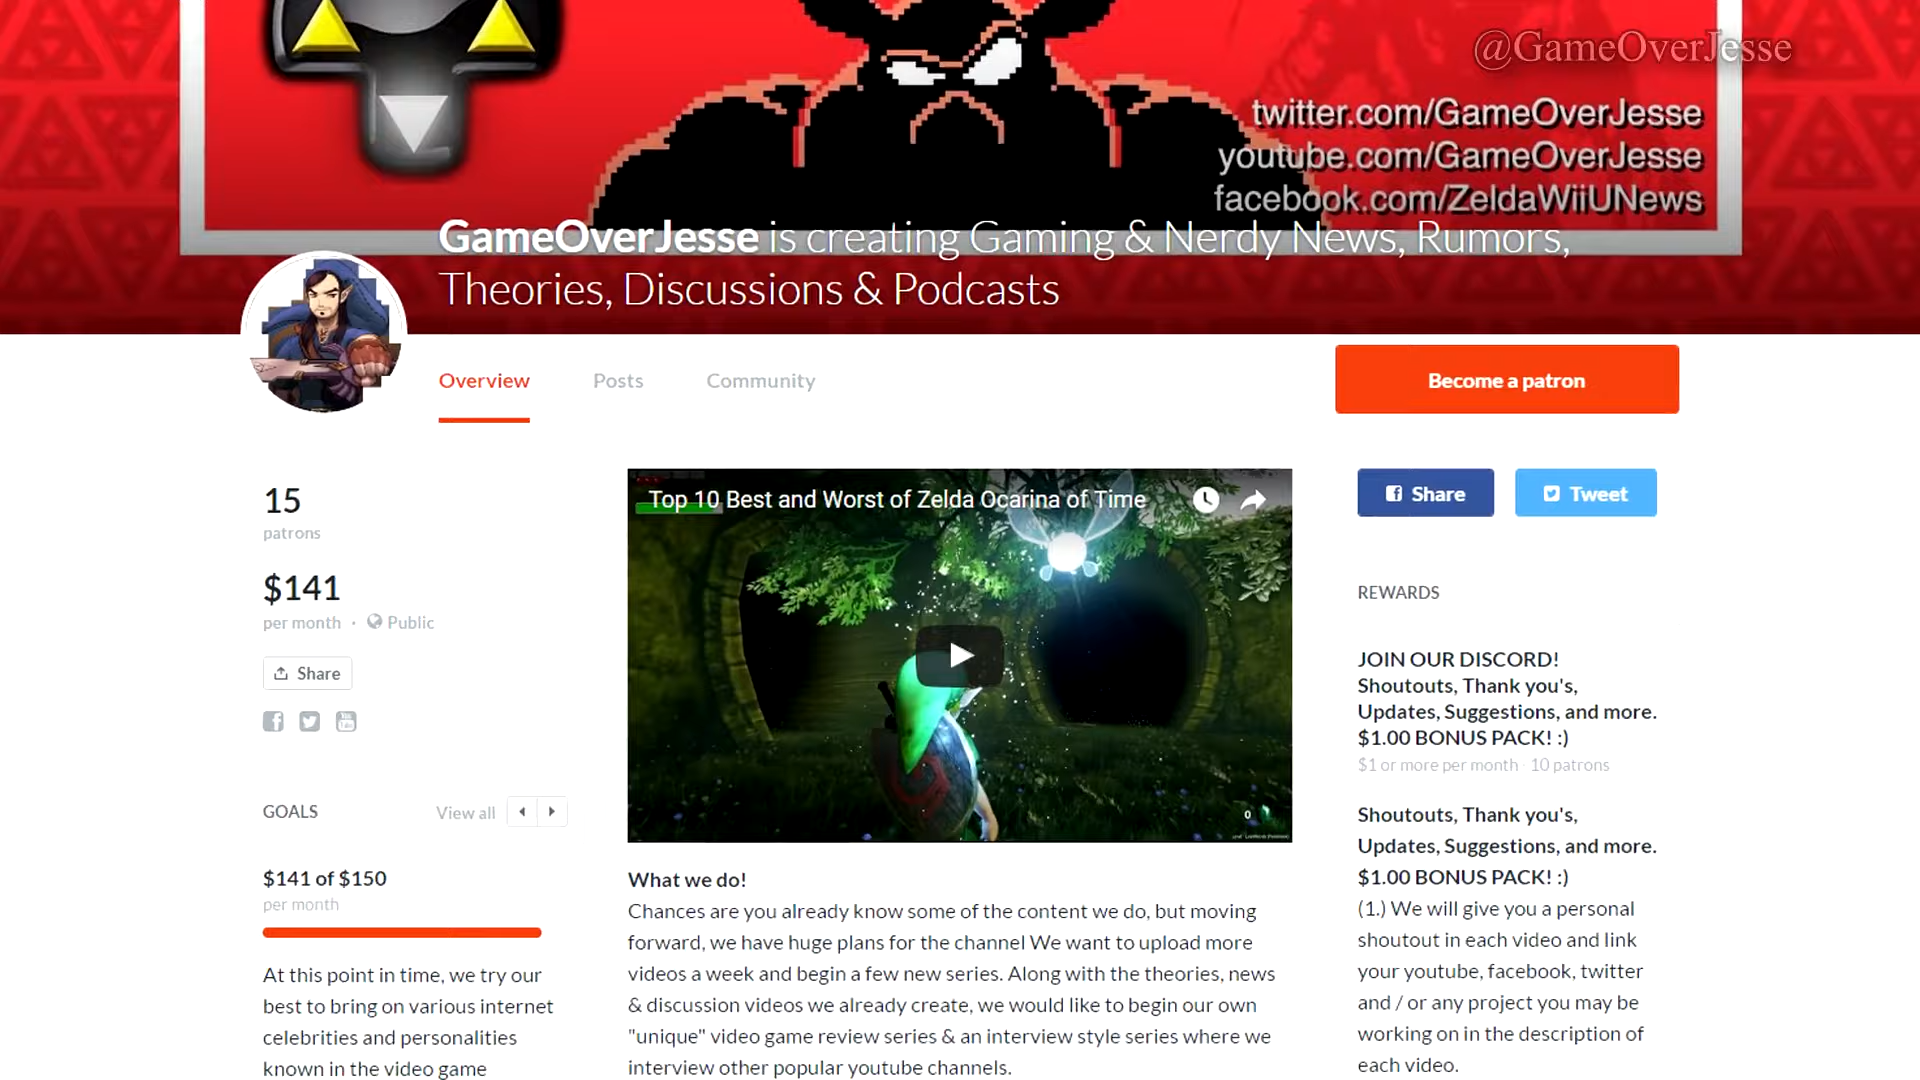 @GameOverJesse
twitter.com/GameOverJesse
youtube.com/GameOverJesse
facebook.com/ZeldaWiiUNews
GameOverJesse is creating Gaming & Nerdy News, Rumors,
Theories, Discussions & Podcasts
Overview
Posts
Community
Become a patron
15
patrons
$141
per month · Public
Share
GOALS
View all
$141 of $150
per month
At this point in time, we try our
best to bring on various internet
celebrities and personalities
known in the video game
Top 10 Best and Worst of Zelda Ocarina of Time
0
What we do!
Chances are you already know some of the content we do, but moving
forward, we have huge plans for the channel We want to upload more
videos a week and begin a few new series. Along with the theories, news
& discussion videos we already create, we would like to begin our own
"unique" video game review series & an interview style series where we
interview other popular youtube channels.
Share
Tweet
REWARDS
JOIN OUR DISCORD!
Shoutouts, Thank you's,
Updates, Suggestions, and more.
$1.00 BONUS PACK! :)
$1 or more per month · 10 patrons
Shoutouts, Thank you's,
Updates, Suggestions, and more.
$1.00 BONUS PACK! :)
(1.) We will give you a personal
shoutout in each video and link
your youtube, facebook, twitter
and / or any project you may be
working on in the description of
each video.